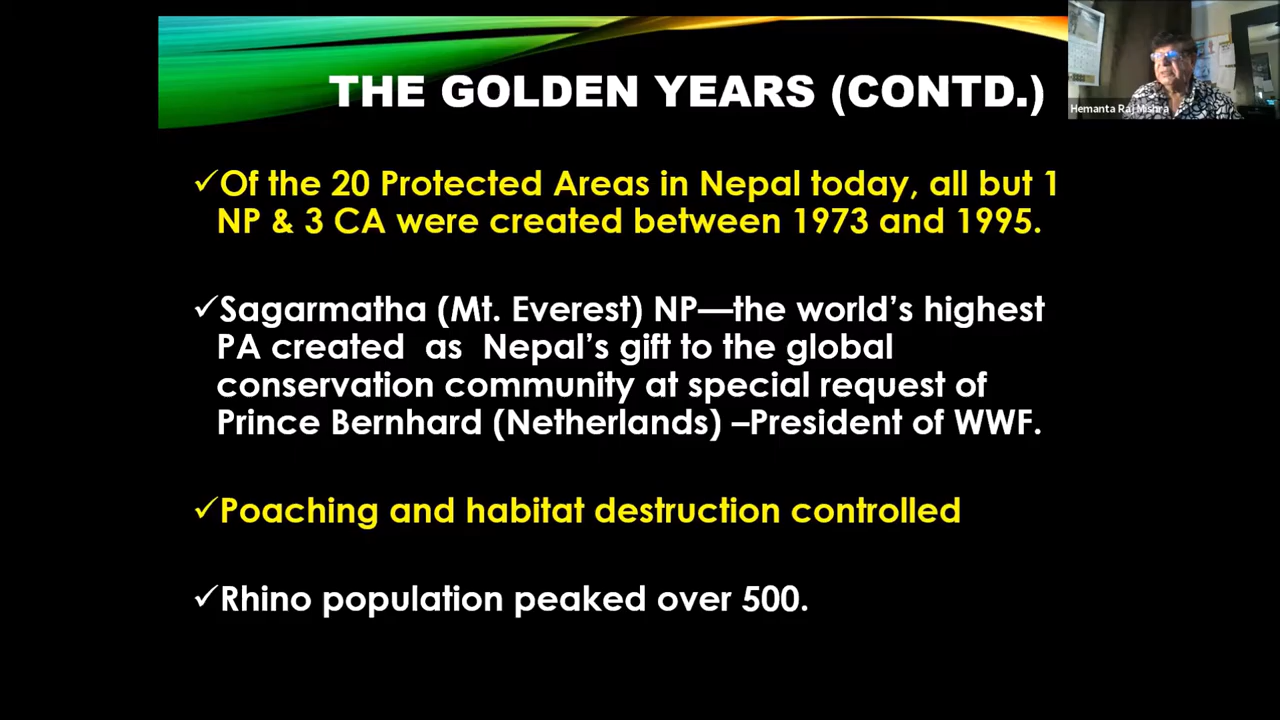 THE GOLDEN YEARS (CONTD.)
Hemanta Raj Mishra
✓Of the 20 Protected Areas in Nepal today, all but 1
NP & 3 CA were created between 1973 and 1995.
✓Sagarmatha (Mt. Everest) NP—the world's highest
PA created as Nepal's gift to the global
conservation community at special request of
Prince Bernhard (Netherlands) –President of WWF.
✓Poaching and habitat destruction controlled
✓Rhino population peaked over 500.